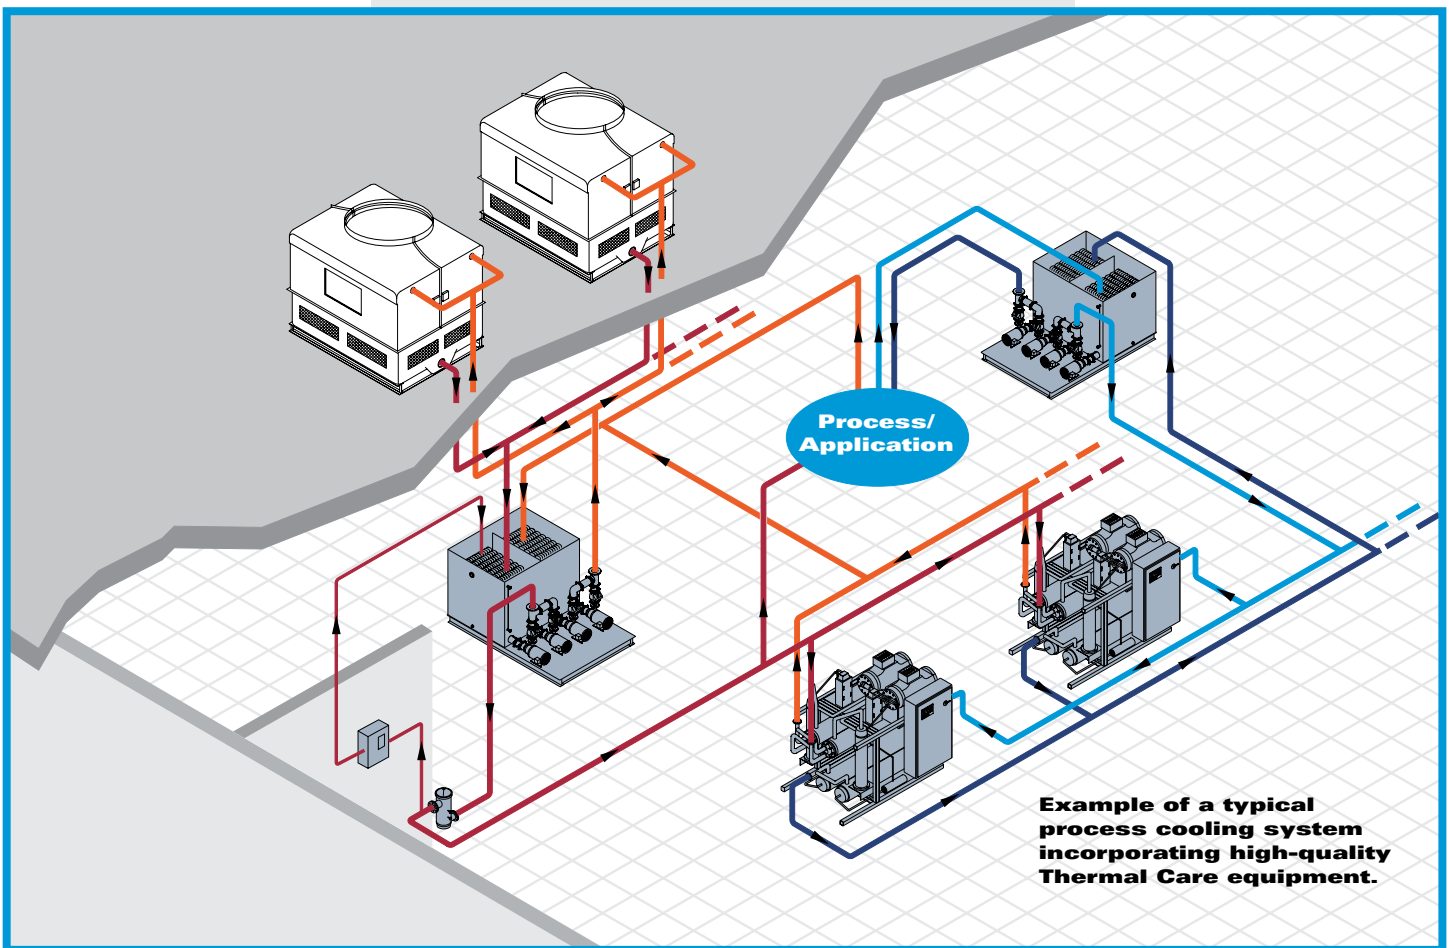 Process/
Application
Example of a typical
process cooling system
incorporating high-quality
Thermal Care equipment.